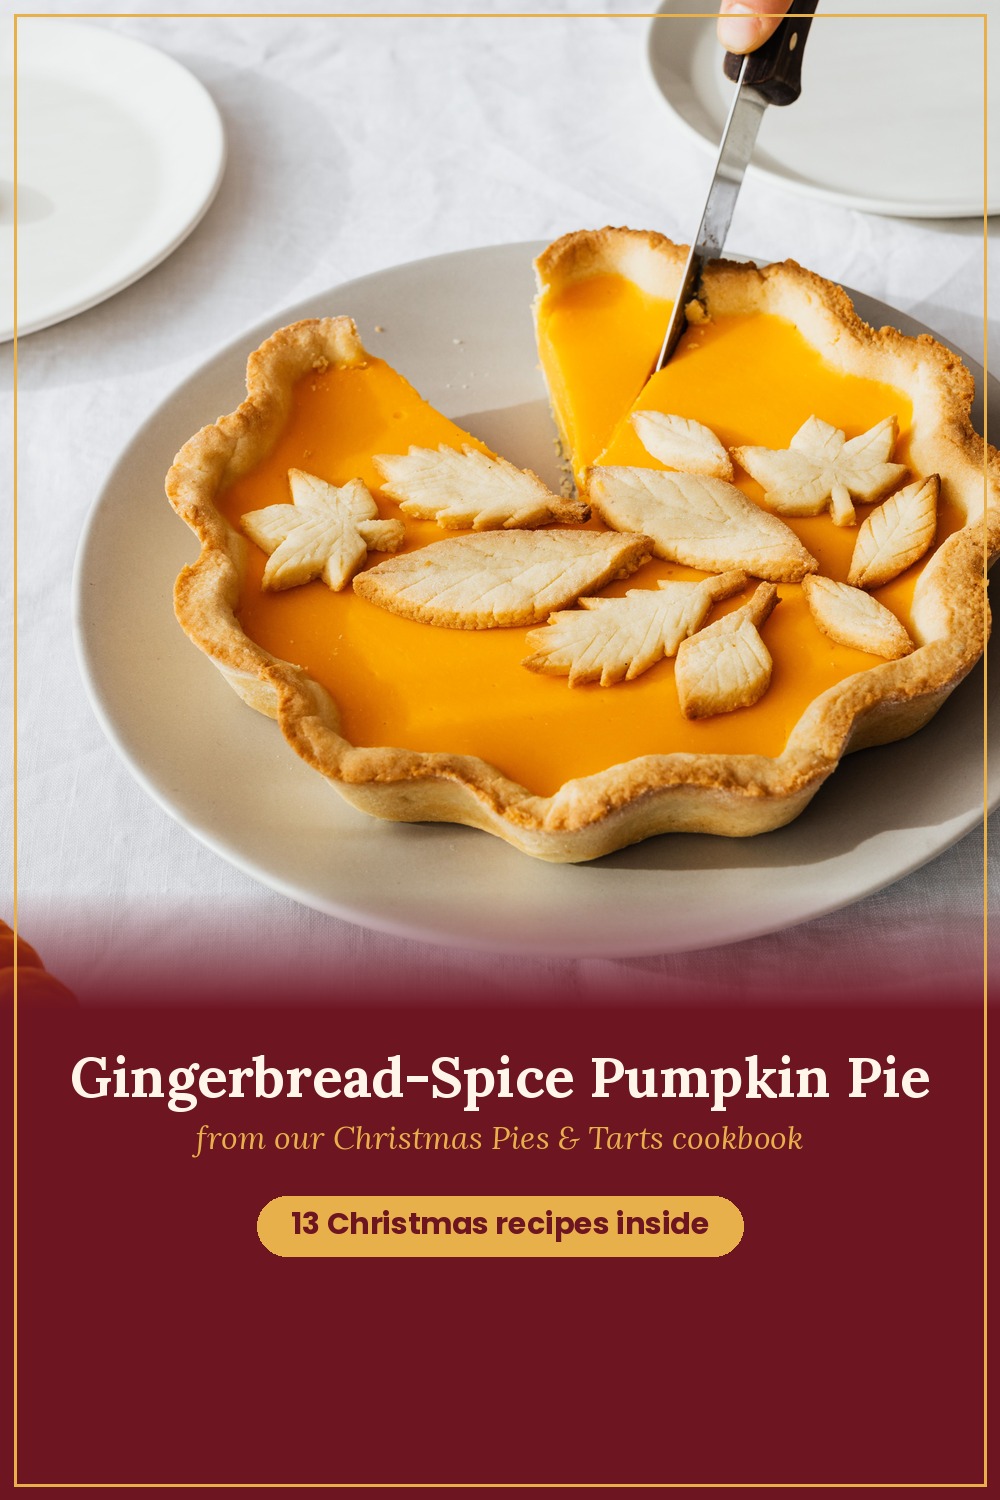 Gingerbread-Spice Pumpkin Pie
from our Christmas Pies & Tarts cookbook
13 Christmas recipes inside